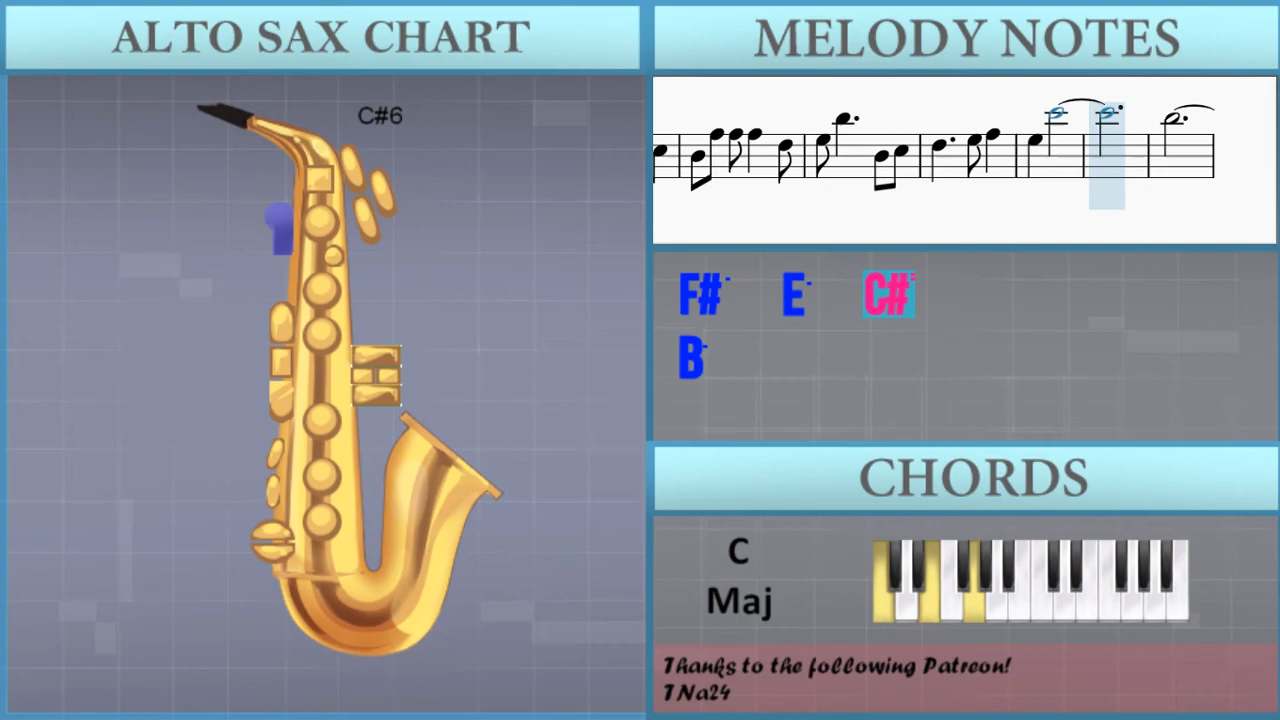 ALTO SAX CHART
C#6
MELODY NOTES
F# E C#
B
CHORDS
C
Maj
Thanks to the following Patreon!
TNa24